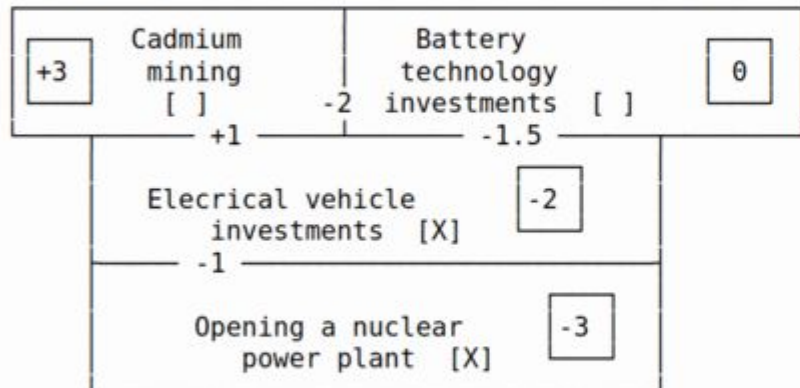 Cadmium Battery
+3 mining technology 0
[ ] -2 investments [ ]
+1 -1.5
Elecrical vehicle -2
investments [X]
-1
Opening a nuclear -3
power plant [X]